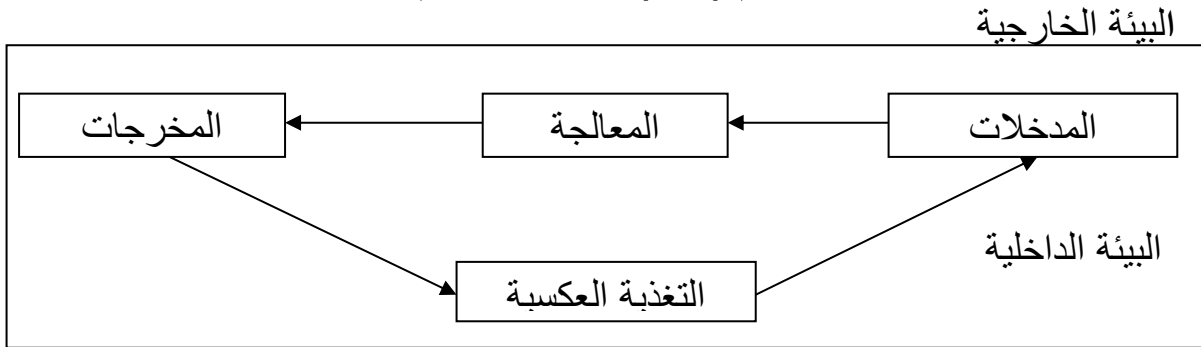 البيئة الخارجية
المدخلات
المعالجة
المخرجات
البيئة الداخلية
التغذية العكسية